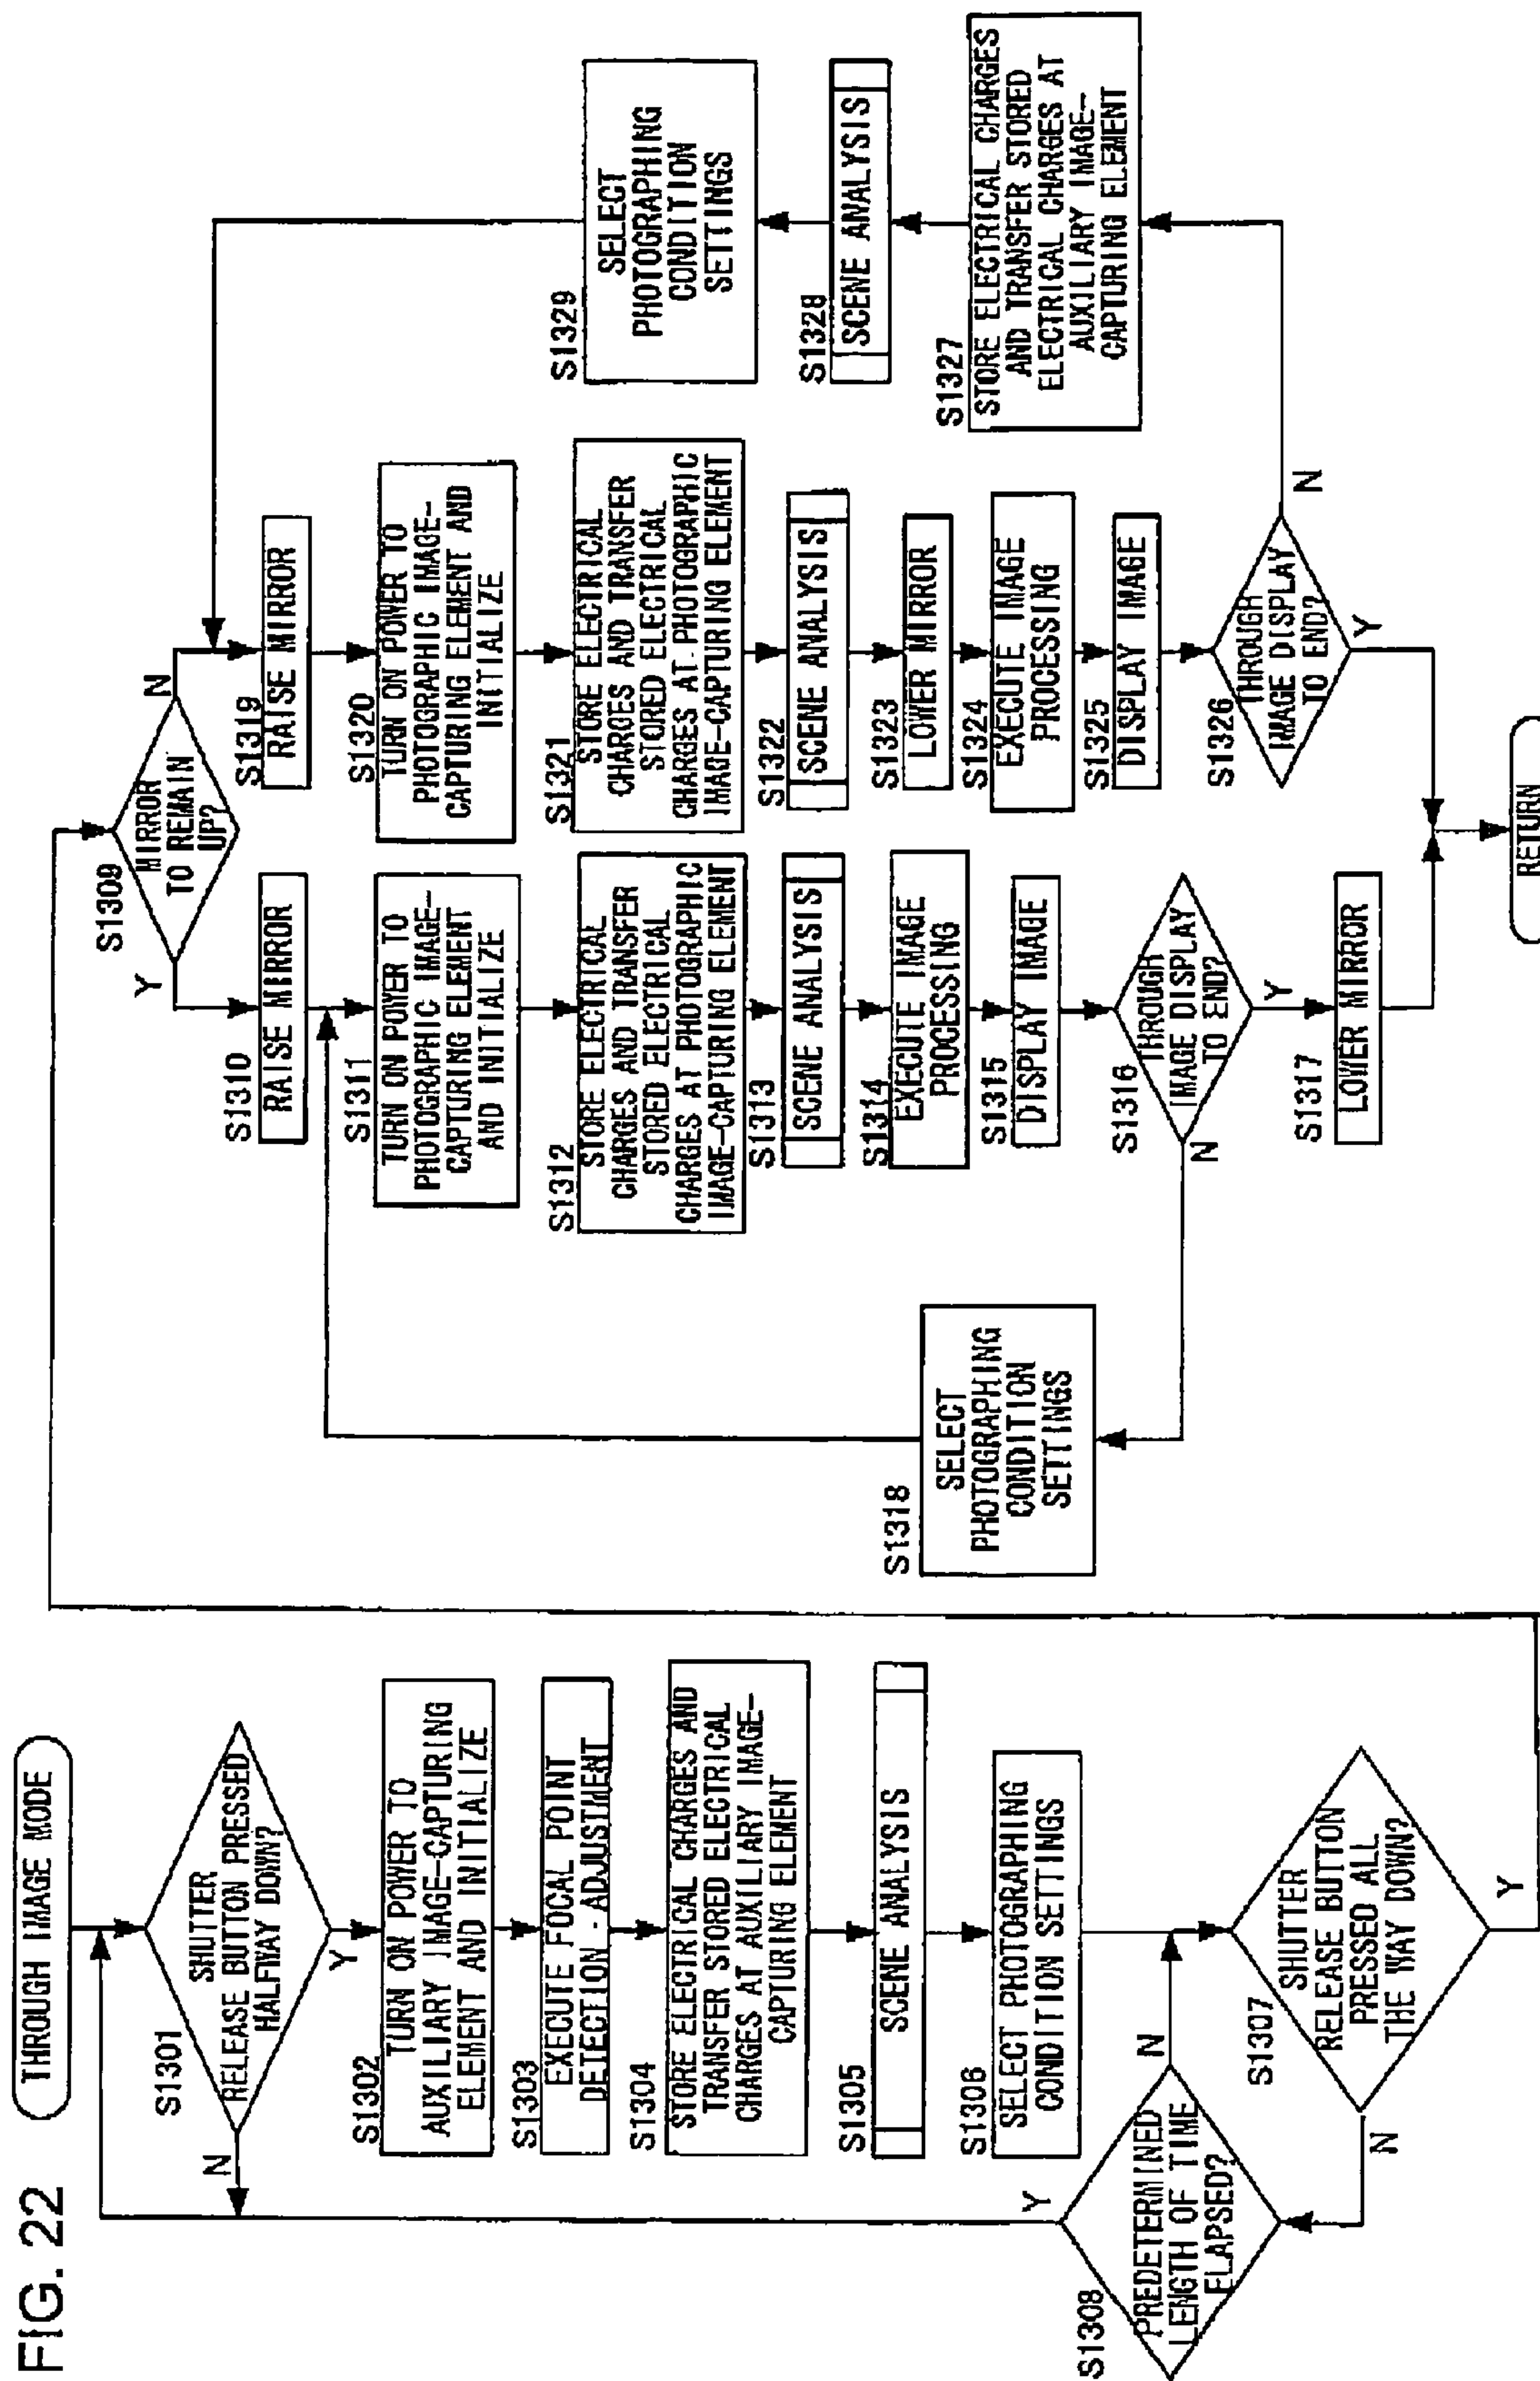 FIG. 22
THROUGH IMAGE MODE
S1301
SHUTTER
RELEASE BUTTON PRESSED
HALFWAY DOWN?
N
Y
S1302
TURN ON POWER TO
AUXILIARY IMAGE-CAPTURING
ELEMENT AND INITIALIZE
S1303
EXECUTE FOCAL POINT
DETECTION · ADJUSTMENT
S1304
STORE ELECTRICAL CHARGES AND
TRANSFER STORED ELECTRICAL
CHARGES AT AUXILIARY IMAGE-
CAPTURING ELEMENT
S1305
SCENE ANALYSIS
S1306
SELECT PHOTOGRAPHING
CONDITION SETTINGS
S1307
SHUTTER
RELEASE BUTTON
PRESSED ALL
THE WAY DOWN?
N
Y
S1308
PREDETERMINED
LENGTH OF TIME
ELAPSED?
Y
N
S1309
MIRROR
TO REMAIN
UP?
Y
N
S1310
RAISE MIRROR
S1311
TURN ON POWER TO
PHOTOGRAPHIC IMAGE-
CAPTURING ELEMENT
AND INITIALIZE
S1312
STORE ELECTRICAL
CHARGES AND TRANSFER
STORED ELECTRICAL
CHARGES AT PHOTOGRAPHIC
IMAGE-CAPTURING ELEMENT
S1313
SCENE ANALYSIS
S1314
EXECUTE IMAGE
PROCESSING
S1315
DISPLAY IMAGE
S1316
THROUGH
IMAGE DISPLAY
TO END?
N
Y
S1317
LOWER MIRROR
S1318
SELECT
PHOTOGRAPHING
CONDITION
SETTINGS
S1319
RAISE MIRROR
S1320
TURN ON POWER TO
PHOTOGRAPHIC IMAGE-
CAPTURING ELEMENT AND
INITIALIZE
S1321
STORE ELECTRICAL
CHARGES AND TRANSFER
STORED ELECTRICAL
CHARGES AT PHOTOGRAPHIC
IMAGE-CAPTURING ELEMENT
S1322
SCENE ANALYSIS
S1323
LOWER MIRROR
S1324
EXECUTE IMAGE
PROCESSING
S1325
DISPLAY IMAGE
S1326
THROUGH
IMAGE DISPLAY
TO END?
N
Y
S1327
STORE ELECTRICAL CHARGES
AND TRANSFER STORED
ELECTRICAL CHARGES AT
AUXILIARY IMAGE-
CAPTURING ELEMENT
S1328
SCENE ANALYSIS
S1329
SELECT
PHOTOGRAPHING
CONDITION
SETTINGS
RETURN